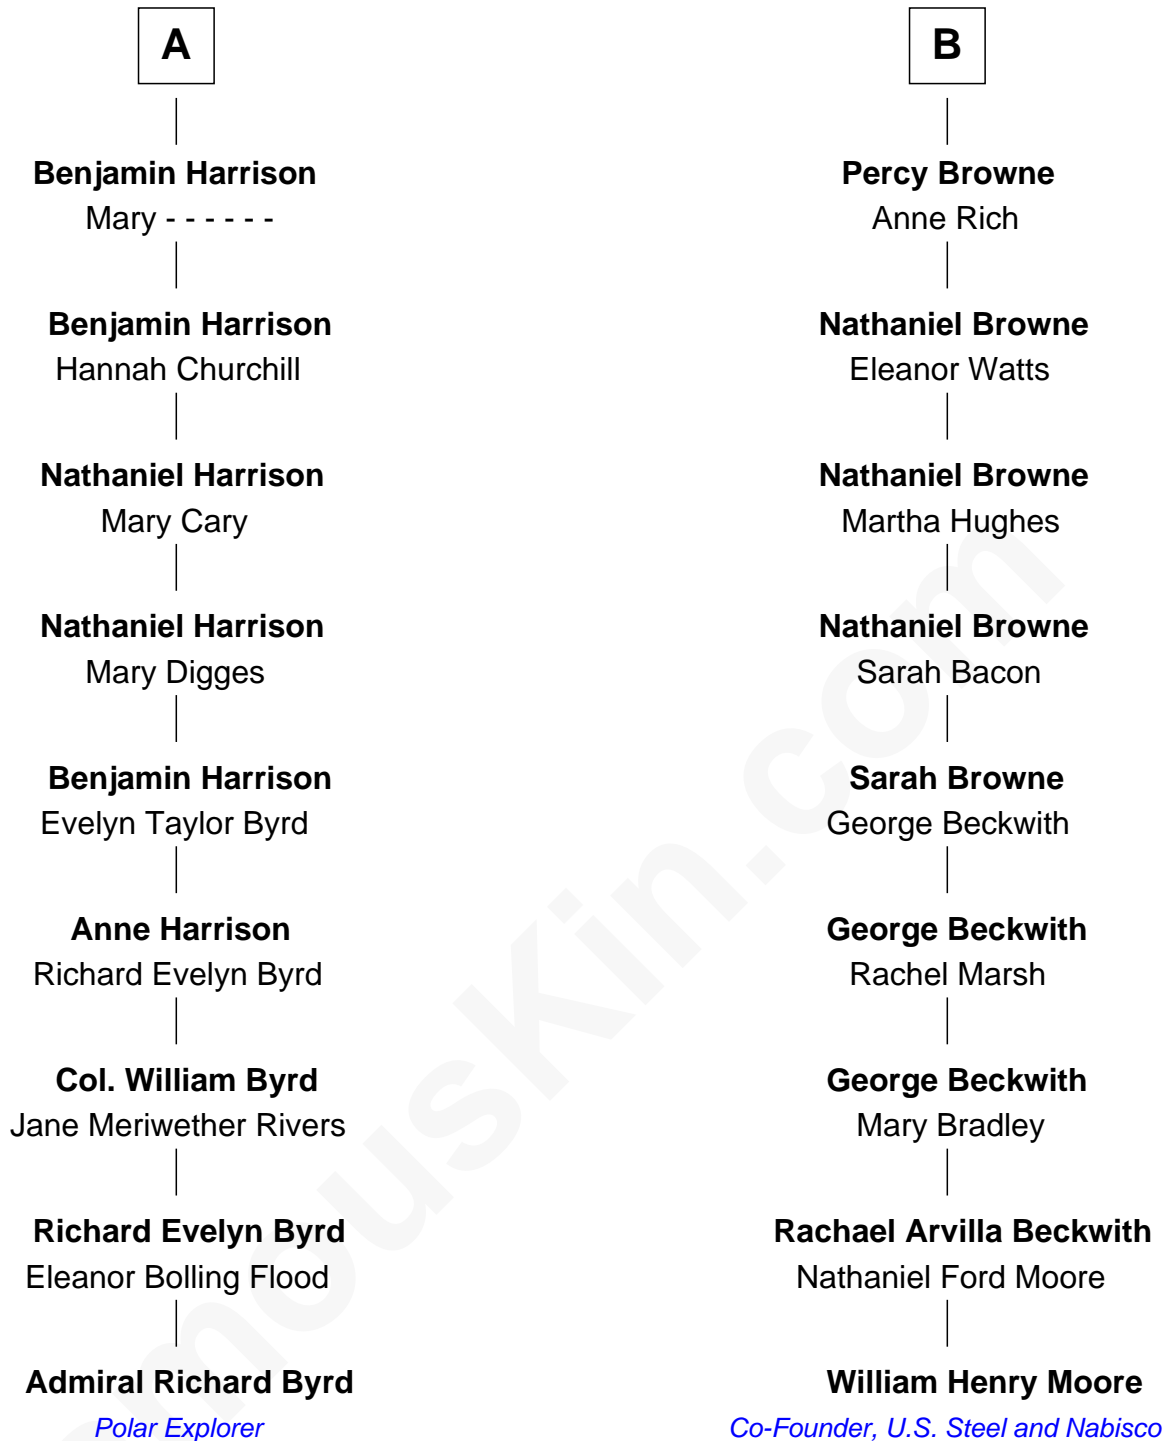 A
Benjamin Harrison
Mary - - - - - -
Benjamin Harrison
Hannah Churchill
Nathaniel Harrison
Mary Cary
Nathaniel Harrison
Mary Digges
Benjamin Harrison
Evelyn Taylor Byrd
Anne Harrison
Richard Evelyn Byrd
Col. William Byrd
Jane Meriwether Rivers
Richard Evelyn Byrd
Eleanor Bolling Flood
Admiral Richard Byrd
Polar Explorer
B
Percy Browne
Anne Rich
Nathaniel Browne
Eleanor Watts
Nathaniel Browne
Martha Hughes
Nathaniel Browne
Sarah Bacon
Sarah Browne
George Beckwith
George Beckwith
Rachel Marsh
George Beckwith
Mary Bradley
Rachael Arvilla Beckwith
Nathaniel Ford Moore
William Henry Moore
Co-Founder, U.S. Steel and Nabisco
mousKin.com